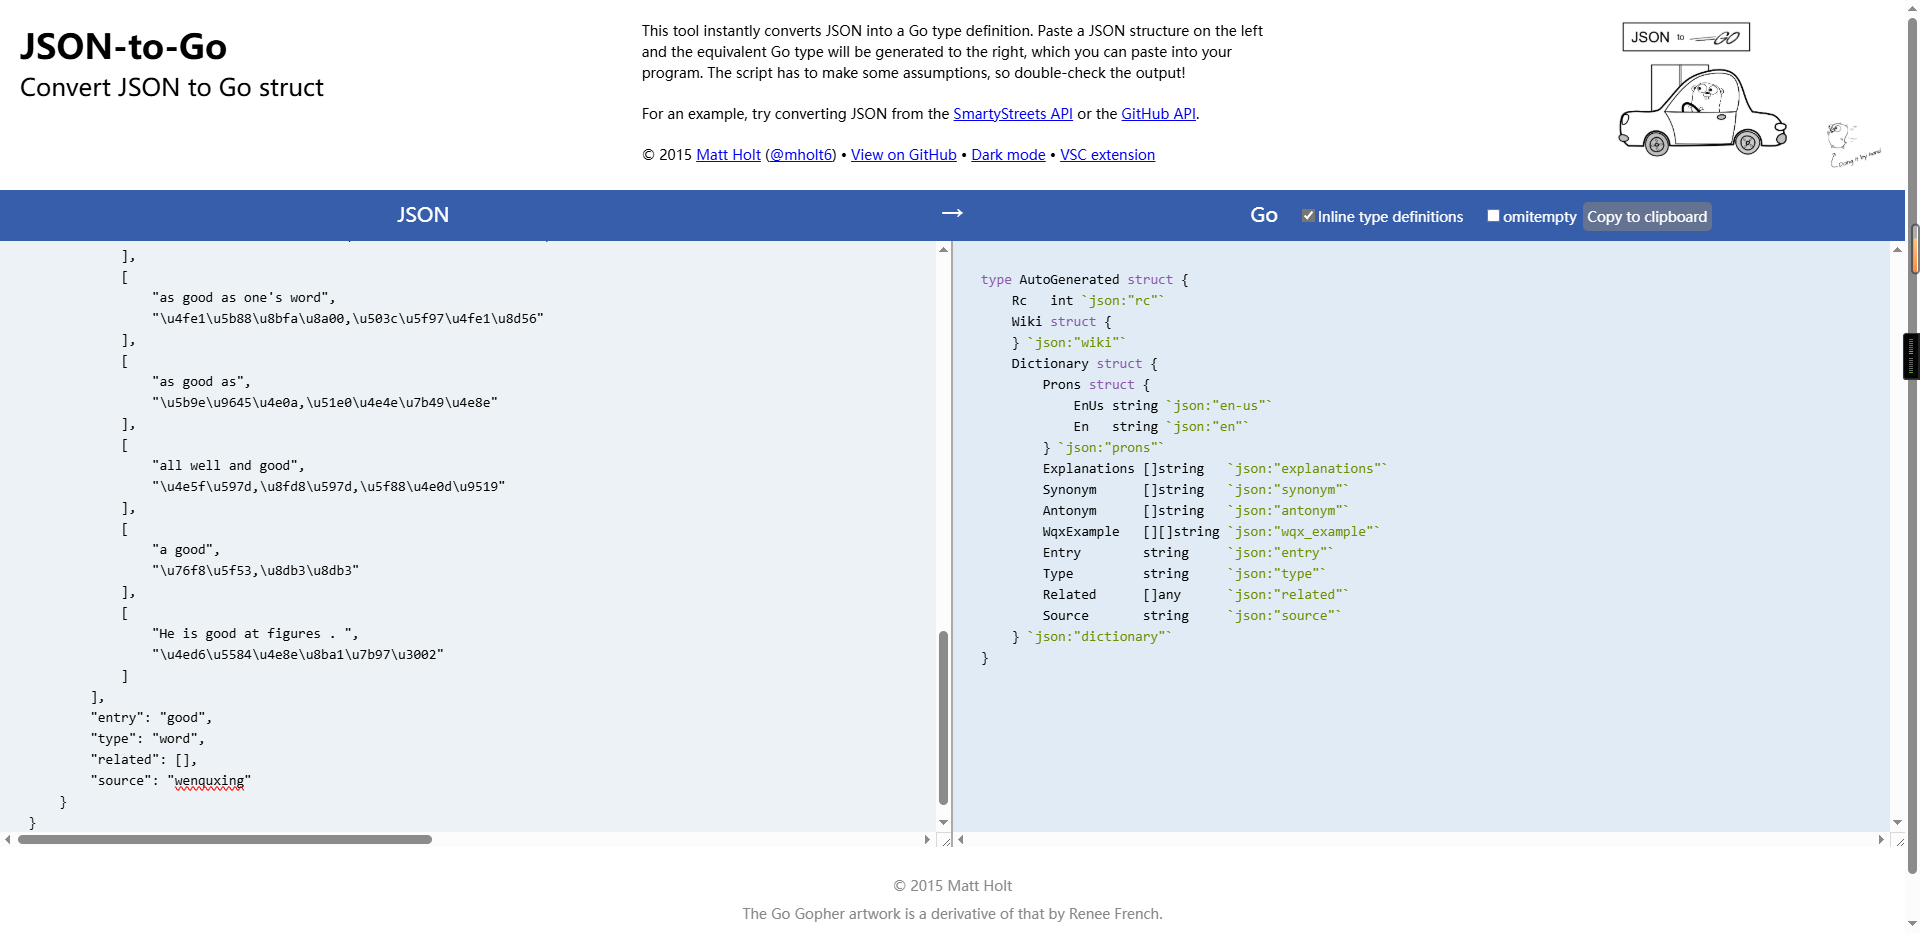 JSON-to-Go
Convert JSON to Go struct
This tool instantly converts JSON into a Go type definition. Paste a JSON structure on the left
and the equivalent Go type will be generated to the right, which you can paste into your
program. The script has to make some assumptions, so double-check the output!
For an example, try converting JSON from the SmartyStreets API or the GitHub API.
© 2015 Matt Holt (@mholt6) • View on GitHub • Dark mode • VSC extension
JSON to GO
Doing it by hand
JSON → Go Inline type definitions omitempty Copy to clipboard
],
[
"as good as one's word",
"\u4fe1\u5b88\u8bfa\u8a00,\u503c\u5f97\u4fe1\u8d56"
],
[
"as good as",
"\u5b9e\u9645\u4e0a,\u51e0\u4e4e\u7b49\u4e8e"
],
[
"all well and good",
"\u4e5f\u597d,\u8fd8\u597d,\u5f88\u4e0d\u9519"
],
[
"a good",
"\u76f8\u5f53,\u8db3\u8db3"
],
[
"He is good at figures . ",
"\u4ed6\u5584\u4e8e\u8ba1\u7b97\u3002"
]
],
"entry": "good",
"type": "word",
"related": [],
"source": "wenquxing"
}
}
type AutoGenerated struct {
Rc   int `json:"rc"`
Wiki struct {
} `json:"wiki"`
Dictionary struct {
Prons struct {
EnUs string `json:"en-us"`
En   string `json:"en"`
} `json:"prons"`
Explanations []string   `json:"explanations"`
Synonym      []string   `json:"synonym"`
Antonym      []string   `json:"antonym"`
WqxExample   [][]string `json:"wqx_example"`
Entry        string     `json:"entry"`
Type         string     `json:"type"`
Related      []any      `json:"related"`
Source       string     `json:"source"`
} `json:"dictionary"`
}
© 2015 Matt Holt
The Go Gopher artwork is a derivative of that by Renee French.